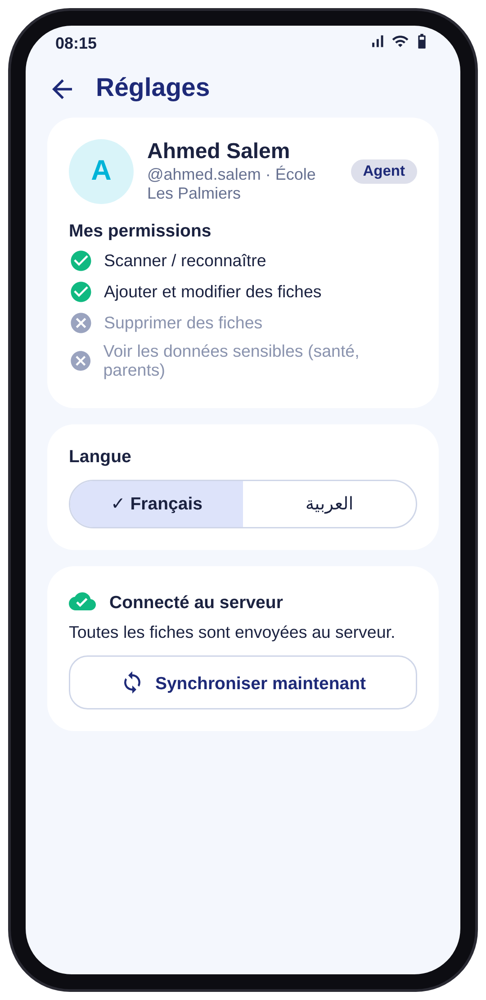 08:15
Réglages
A
Ahmed Salem
@ahmed.salem · École
Les Palmiers
Agent
Mes permissions
Scanner / reconnaître
Ajouter et modifier des fiches
Supprimer des fiches
Voir les données sensibles (santé,
parents)
Langue
✓ Français
العربية
Connecté au serveur
Toutes les fiches sont envoyées au serveur.
Synchroniser maintenant